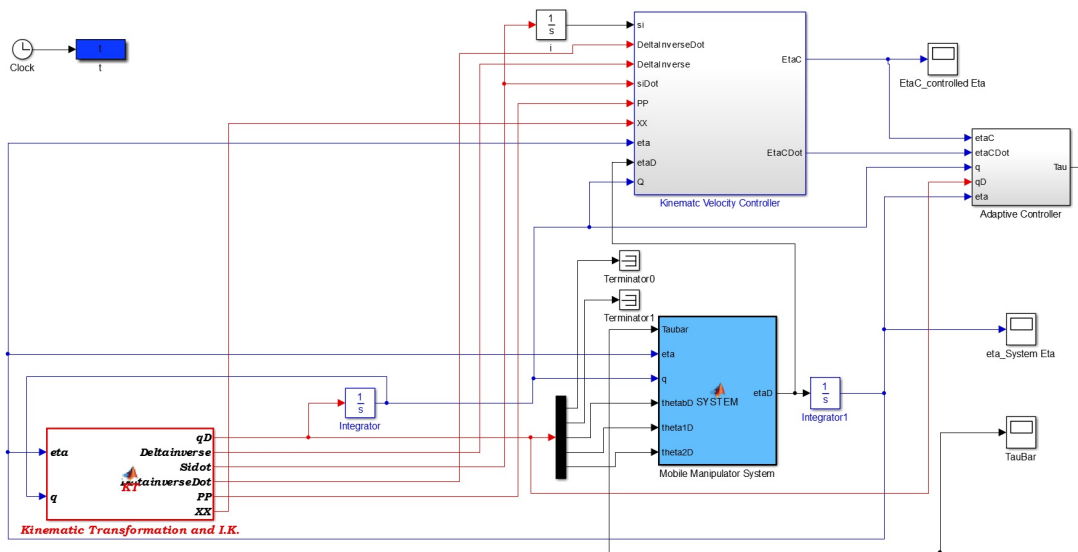 1
s
i
t
Clock
t
si
DeltaInverseDot
DeltaInverse
siDot
PP
XX
eta
etaD
Q
EtaC
EtaCDot
Kinematc Velocity Controller
EtaC_controlled Eta
etaC
etaCDot
q
qD
eta
Tau
Adaptive Controller
Terminator0
Terminator1
Taubar
eta
q
thetabD
theta1D
theta2D
SYSTEM
etaD
Mobile Manipulator System
1
s
Integrator1
eta_System Eta
TauBar
1
s
Integrator
eta
q
KT
qD
Deltainverse
Sidot
DeltainverseDot
PP
XX
Kinematic Transformation and I.K.